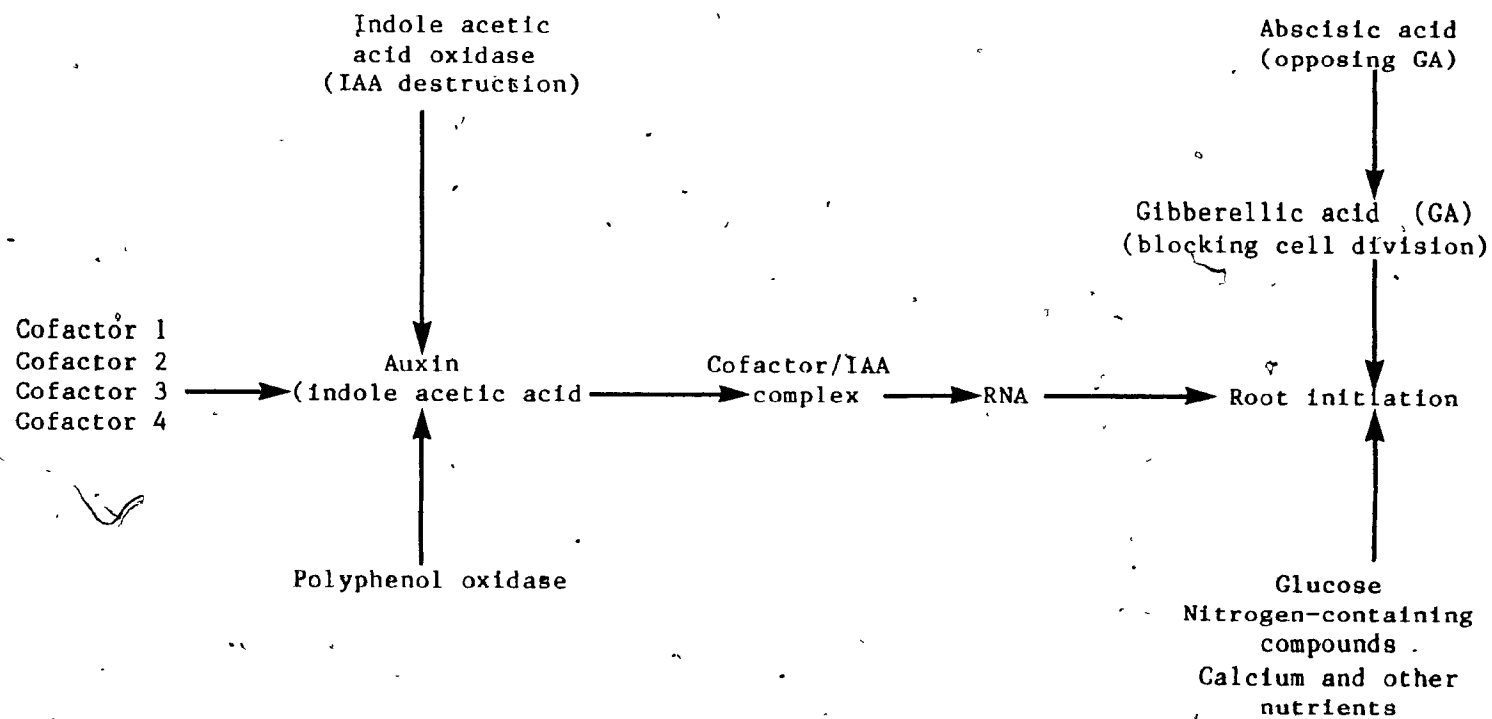 Indole acetic
acid oxidase
(IAA destruction)
Abscisic acid
(opposing GA)
Gibberellic acid (GA)
(blocking cell division)
Cofactor 1
Cofactor 2
Cofactor 3
Cofactor 4
Auxin
(indole acetic acid
Cofactor/IAA
complex
RNA
Root initiation
Polyphenol oxidase
Glucose
Nitrogen-containing
compounds
Calcium and other
nutrients